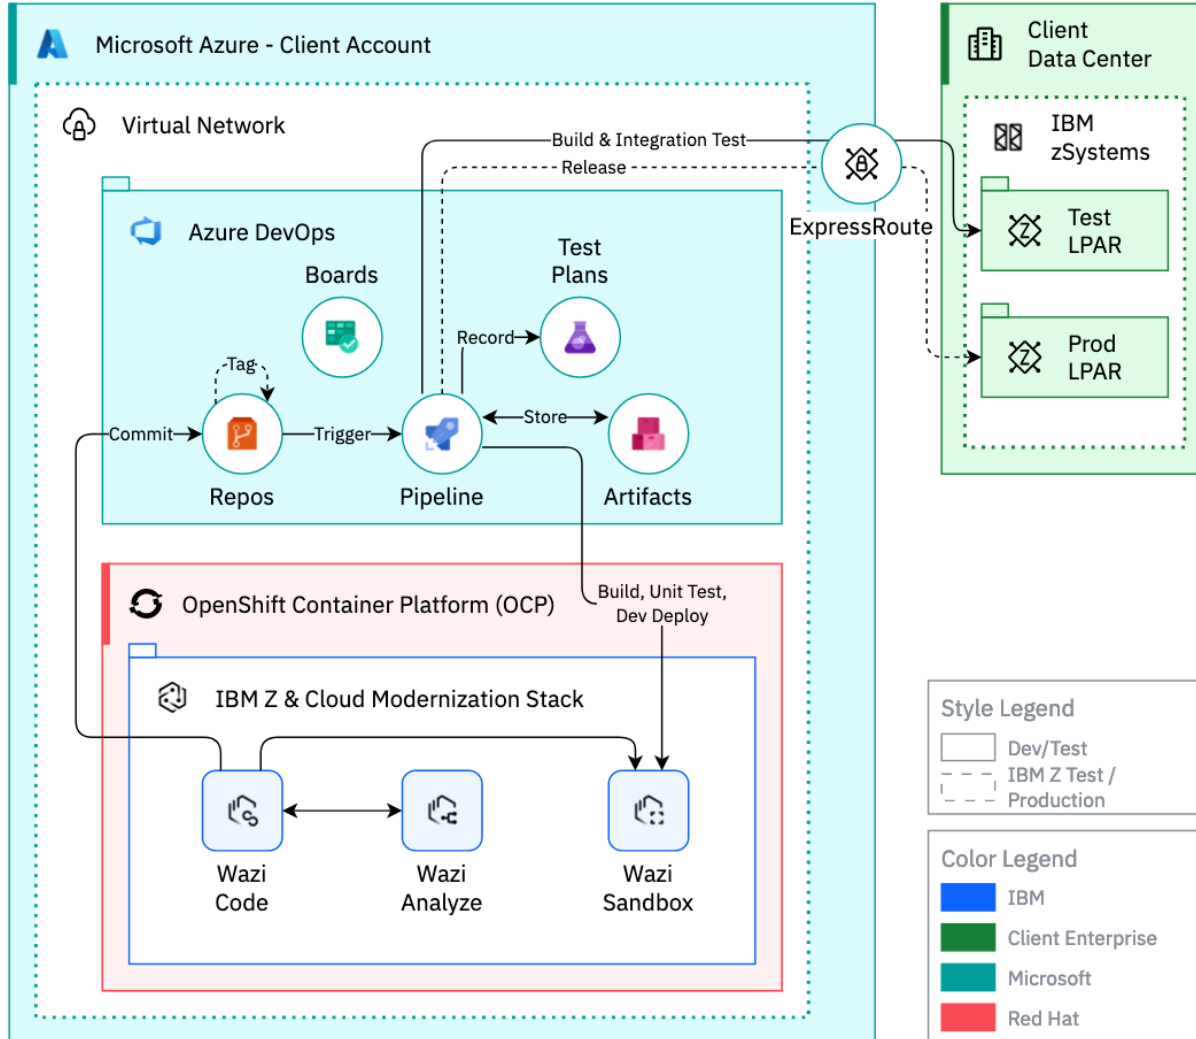 Microsoft Azure - Client Account
Client
Data Center
Virtual Network
IBM
zSystems
Build & Integration Test
Release
ExpressRoute
Test
LPAR
Prod
LPAR
Azure DevOps
Boards
Test
Plans
Record
Tag
Commit
Trigger
Store
Repos
Pipeline
Artifacts
OpenShift Container Platform (OCP)
Build, Unit Test,
Dev Deploy
IBM Z & Cloud Modernization Stack
Wazi
Code
Wazi
Analyze
Wazi
Sandbox
Style Legend
Dev/Test
IBM Z Test /
Production
Color Legend
IBM
Client Enterprise
Microsoft
Red Hat